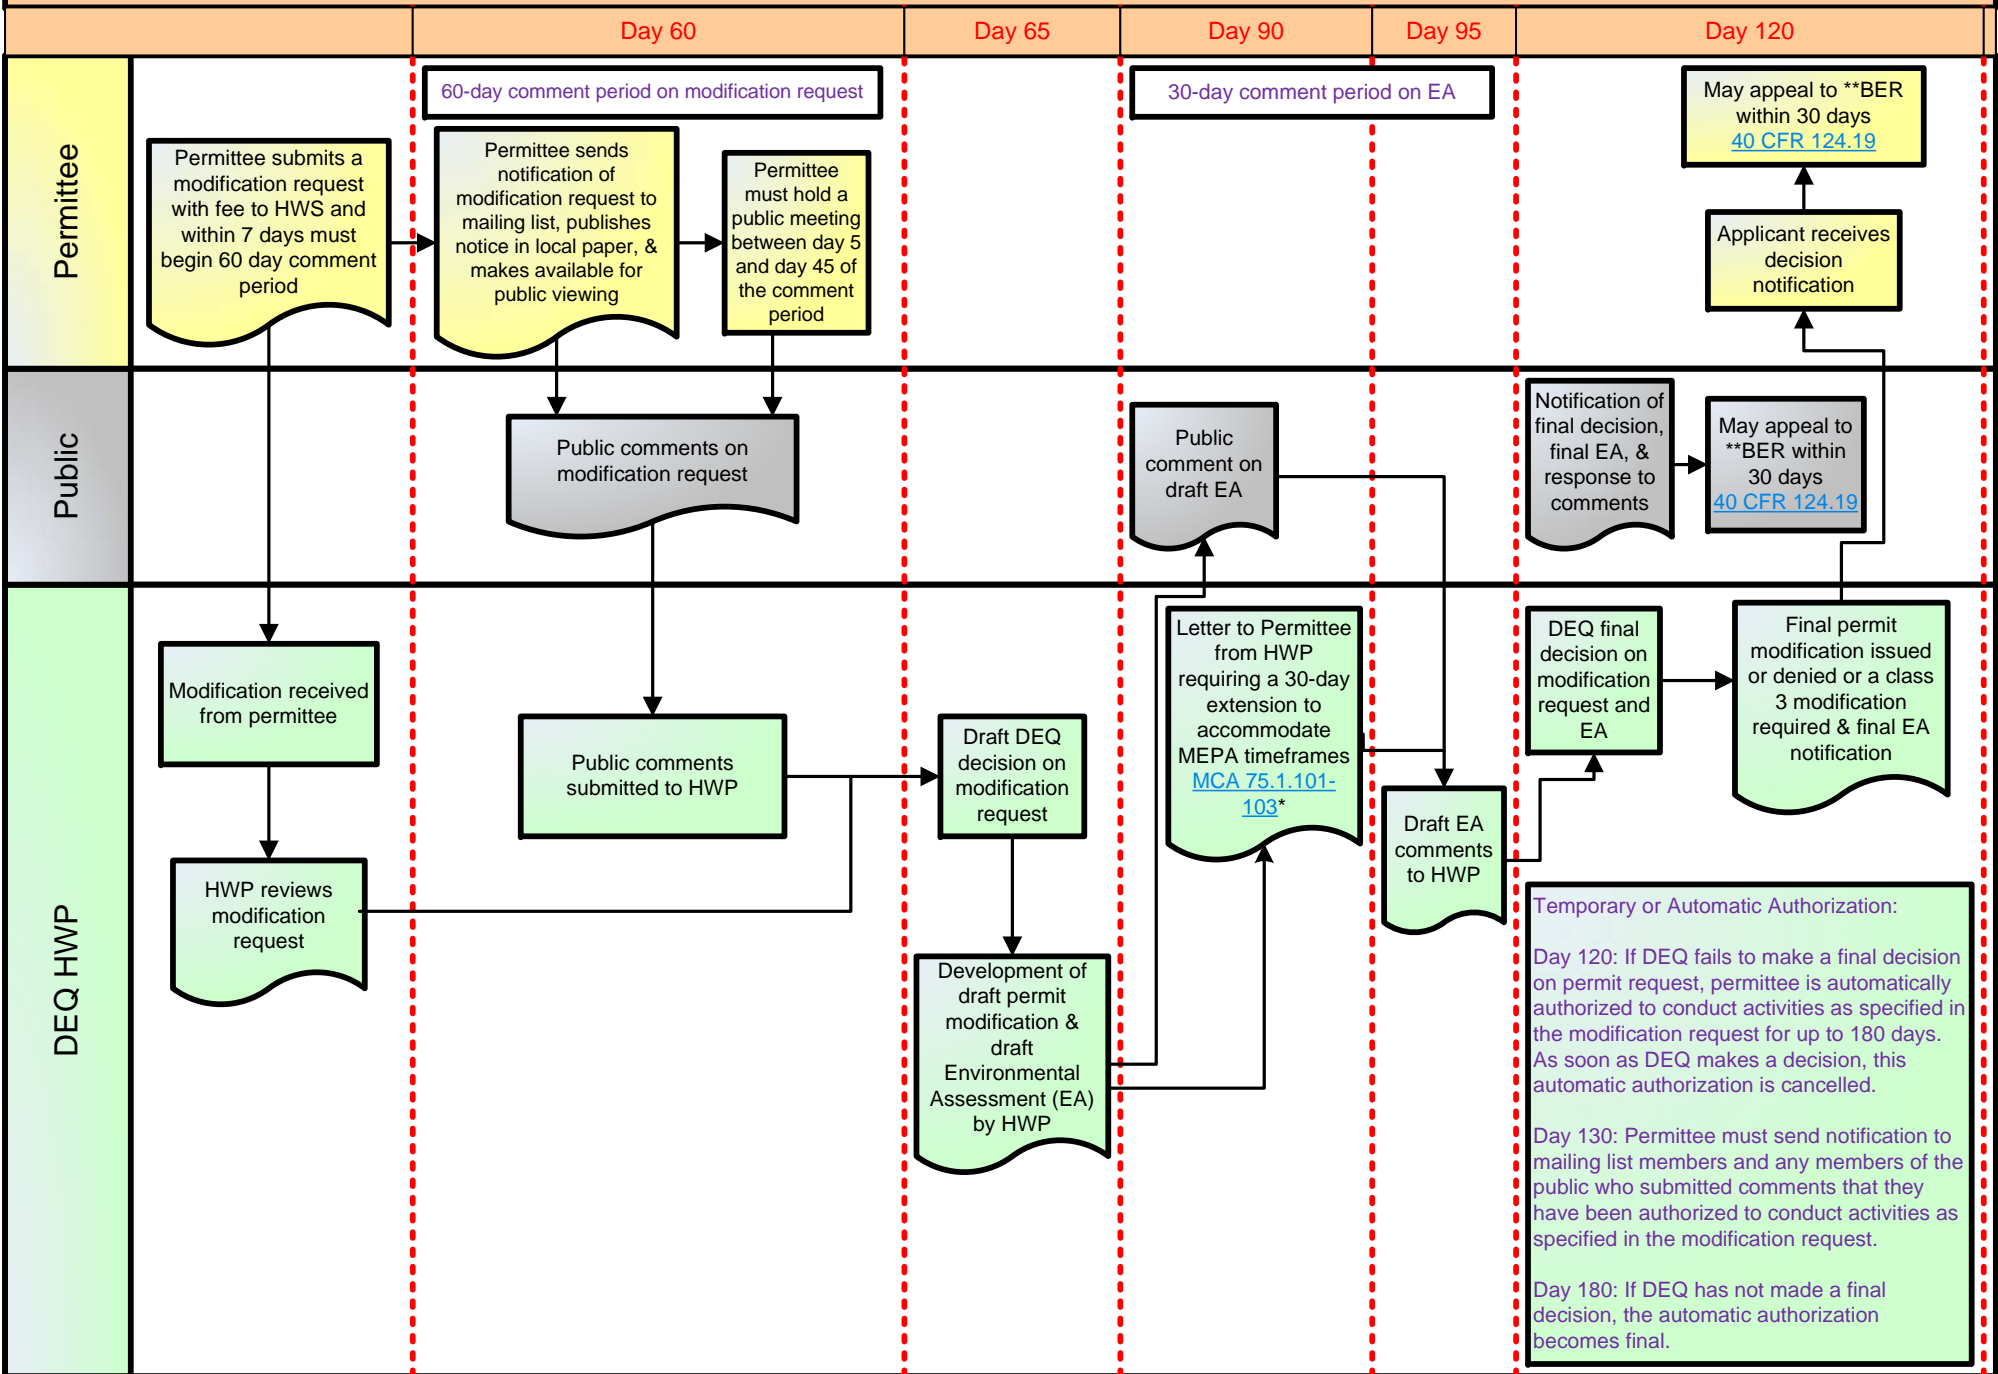 Day 60
Day 65
Day 90
Day 95
Day 120
Permittee
60-day comment period on modification request
30-day comment period on EA
Permittee submits a
modification request
with fee to HWS and
within 7 days must
begin 60 day comment
period
Permittee sends
notification of
modification request to
mailing list, publishes
notice in local paper, &
makes available for
public viewing
Permittee
must hold a
public meeting
between day 5
and day 45 of
the comment
period
May appeal to **BER
within 30 days
40 CFR 124.19
Applicant receives
decision
notification
Public
Public comments on
modification request
Public
comment on
draft EA
Notification of
final decision,
final EA, &
response to
comments
May appeal to
**BER within
30 days
40 CFR 124.19
DEQ HWP
Modification received
from permittee
HWP reviews
modification
request
Public comments
submitted to HWP
Draft DEQ
decision on
modification
request
Development of
draft permit
modification &
draft
Environmental
Assessment (EA)
by HWP
Letter to Permittee
from HWP
requiring a 30-day
extension to
accommodate
MEPA timeframes
MCA 75.1.101-
103*
Draft EA
comments
to HWP
DEQ final
decision on
modification
request and
EA
Final permit
modification issued
or denied or a class
3 modification
required & final EA
notification
Temporary or Automatic Authorization:
Day 120: If DEQ fails to make a final decision
on permit request, permittee is automatically
authorized to conduct activities as specified in
the modification request for up to 180 days.
As soon as DEQ makes a decision, this
automatic authorization is cancelled.
Day 130: Permittee must send notification to
mailing list members and any members of the
public who submitted comments that they
have been authorized to conduct activities as
specified in the modification request.
Day 180: If DEQ has not made a final
decision, the automatic authorization
becomes final.